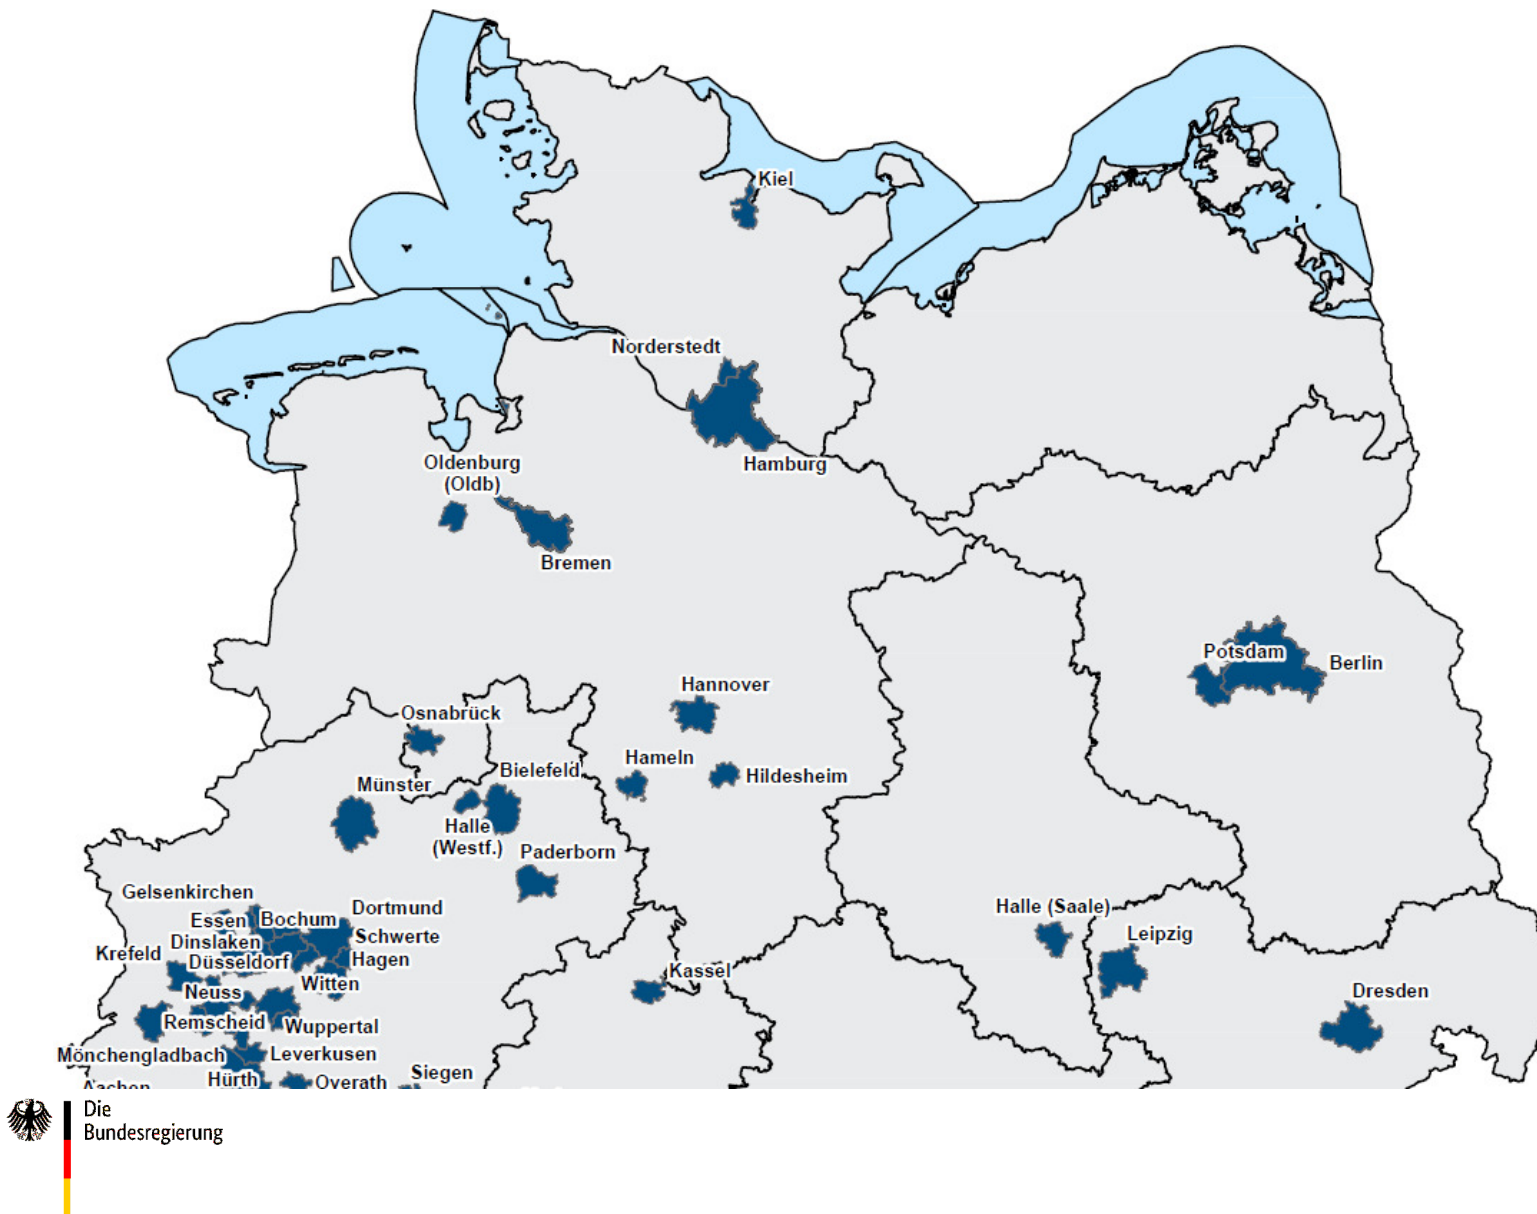 Kiel
Norderstedt
Hamburg
Oldenburg
(Oldb)
Bremen
Potsdam
Berlin
Hannover
Osnabrück
Hameln
Hildesheim
Bielefeld
Münster
Halle
(Westf.)
Paderborn
Gelsenkirchen
Essen
Bochum
Dortmund
Schwerte
Dinslaken
Krefeld
Düsseldorf
Hagen
Witten
Neuss
Remscheid
Wuppertal
Mönchengladbach
Leverkusen
Hürth
Overath
Siegen
Aachen
Kassel
Halle (Saale)
Leipzig
Dresden
Die
Bundesregierung